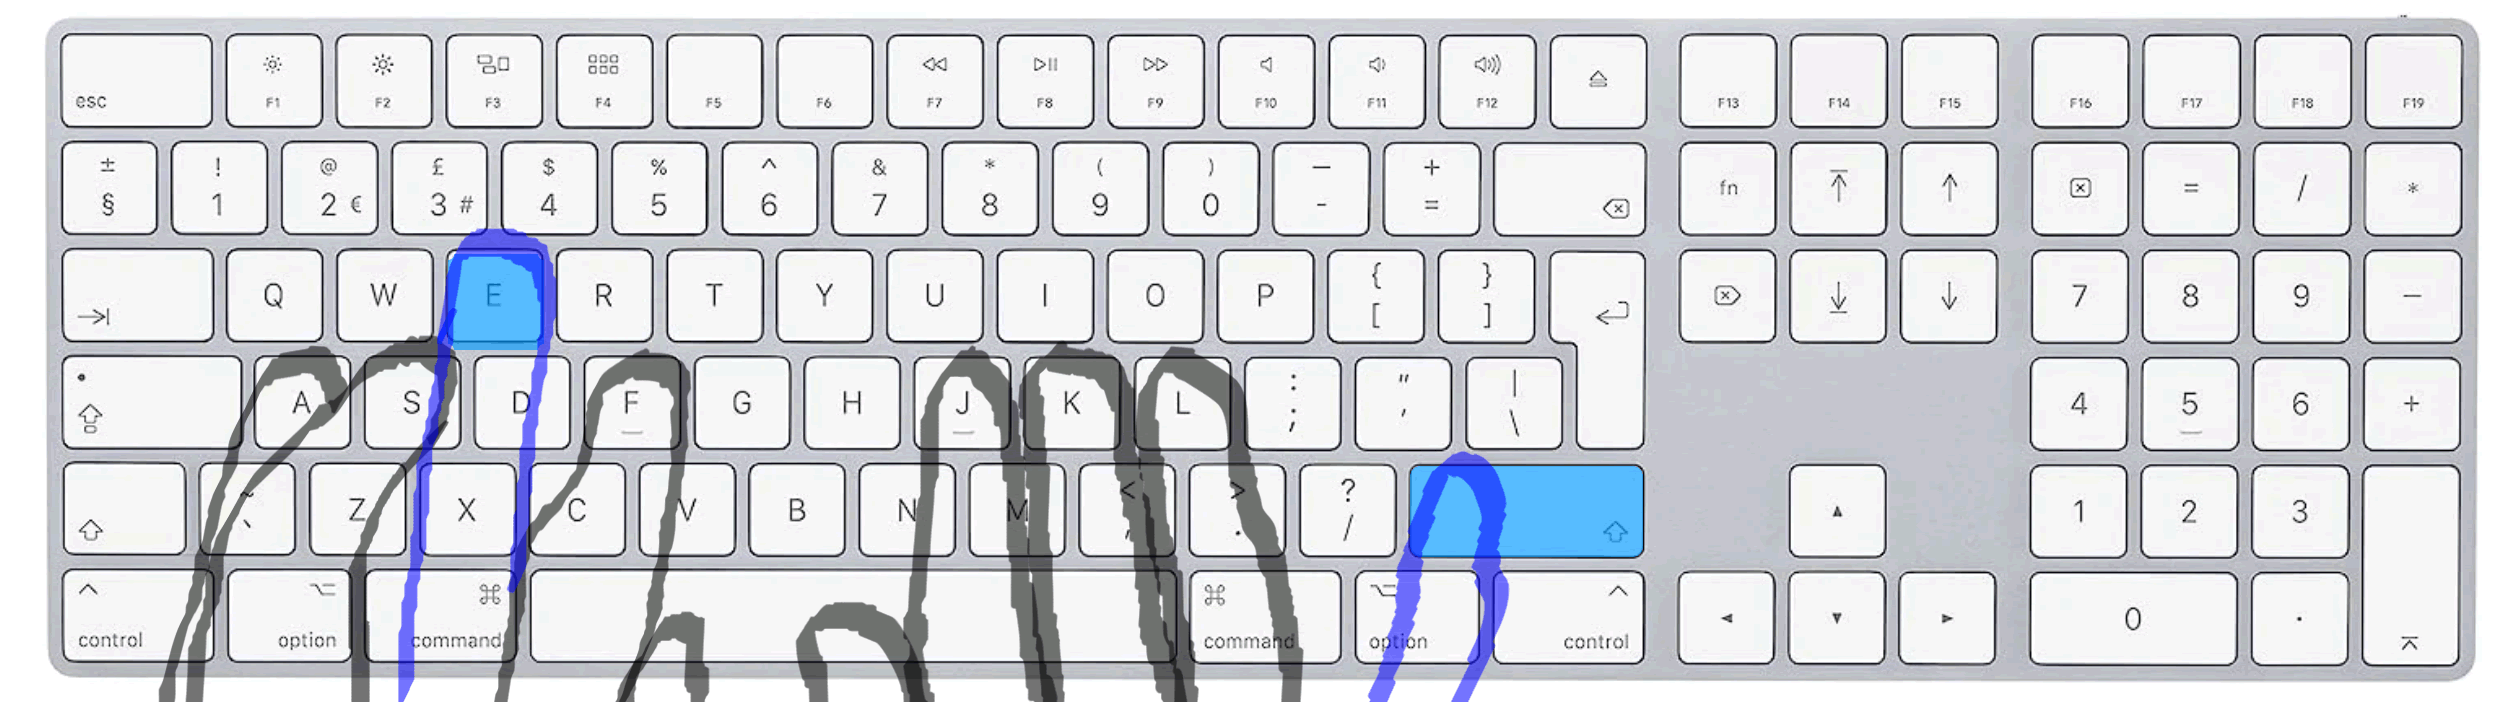 esc F1 F2 F3 F4 F5 F6 F7 F8 F9 F10 F11 F12 F13 F14 F15 F16 F17 F18 F19
± ! @ £ $ % ^ & * ( ) — +
§ 1 2 € 3 # 4 5 6 7 8 9 0 - = fn = / *
Q W E R T Y U I O P { [ } ] 7 8 9 −
A S D F G H J K L : ; " ' | \ 4 5 6 +
~ ` Z X C V B N M < , > . ? / 1 2 3
control option command command option control 0 .